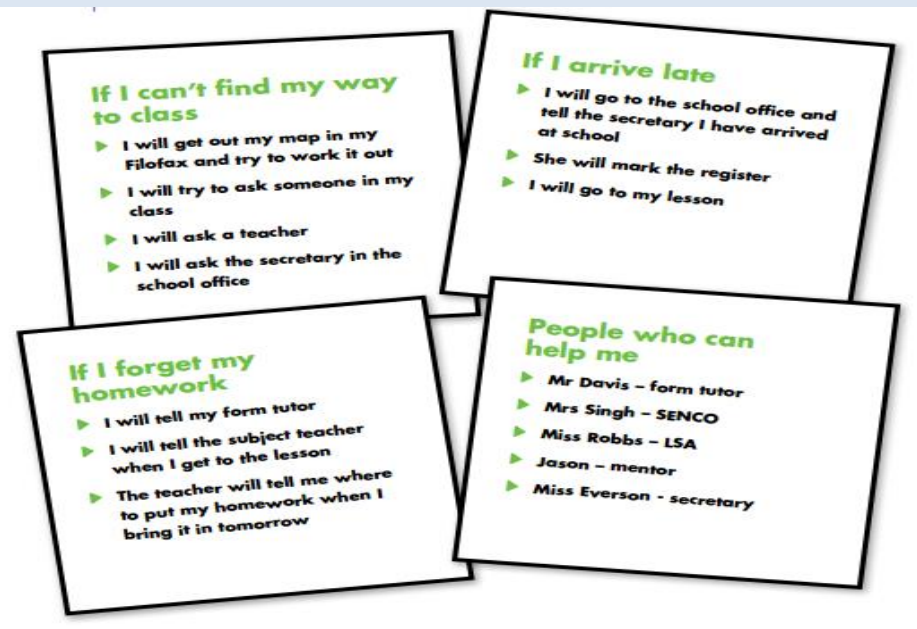 If I can't find my way
to class
I will get out my map in my
Filofax and try to work it out
I will try to ask someone in my
class
I will ask a teacher
I will ask the secretary in the
school office
If I arrive late
I will go to the school office and
tell the secretary I have arrived
at school
She will mark the register
I will go to my lesson
If I forget my
homework
I will tell my form tutor
I will tell the subject teacher
when I get to the lesson
The teacher will tell me where
to put my homework when I
bring it in tomorrow
People who can
help me
Mr Davis – form tutor
Mrs Singh – SENCO
Miss Robbs – LSA
Jason – mentor
Miss Everson - secretary